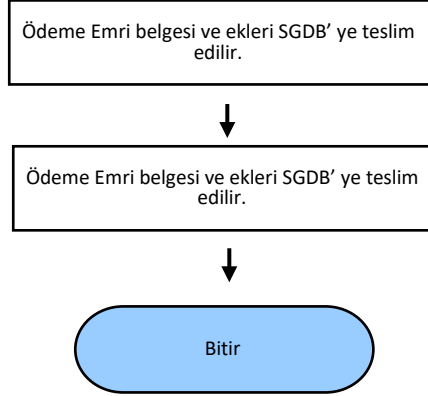 Ödeme Emri belgesi ve ekleri SGDB’ ye teslim
edilir.
Ödeme Emri belgesi ve ekleri SGDB’ ye teslim
edilir.
Bitir